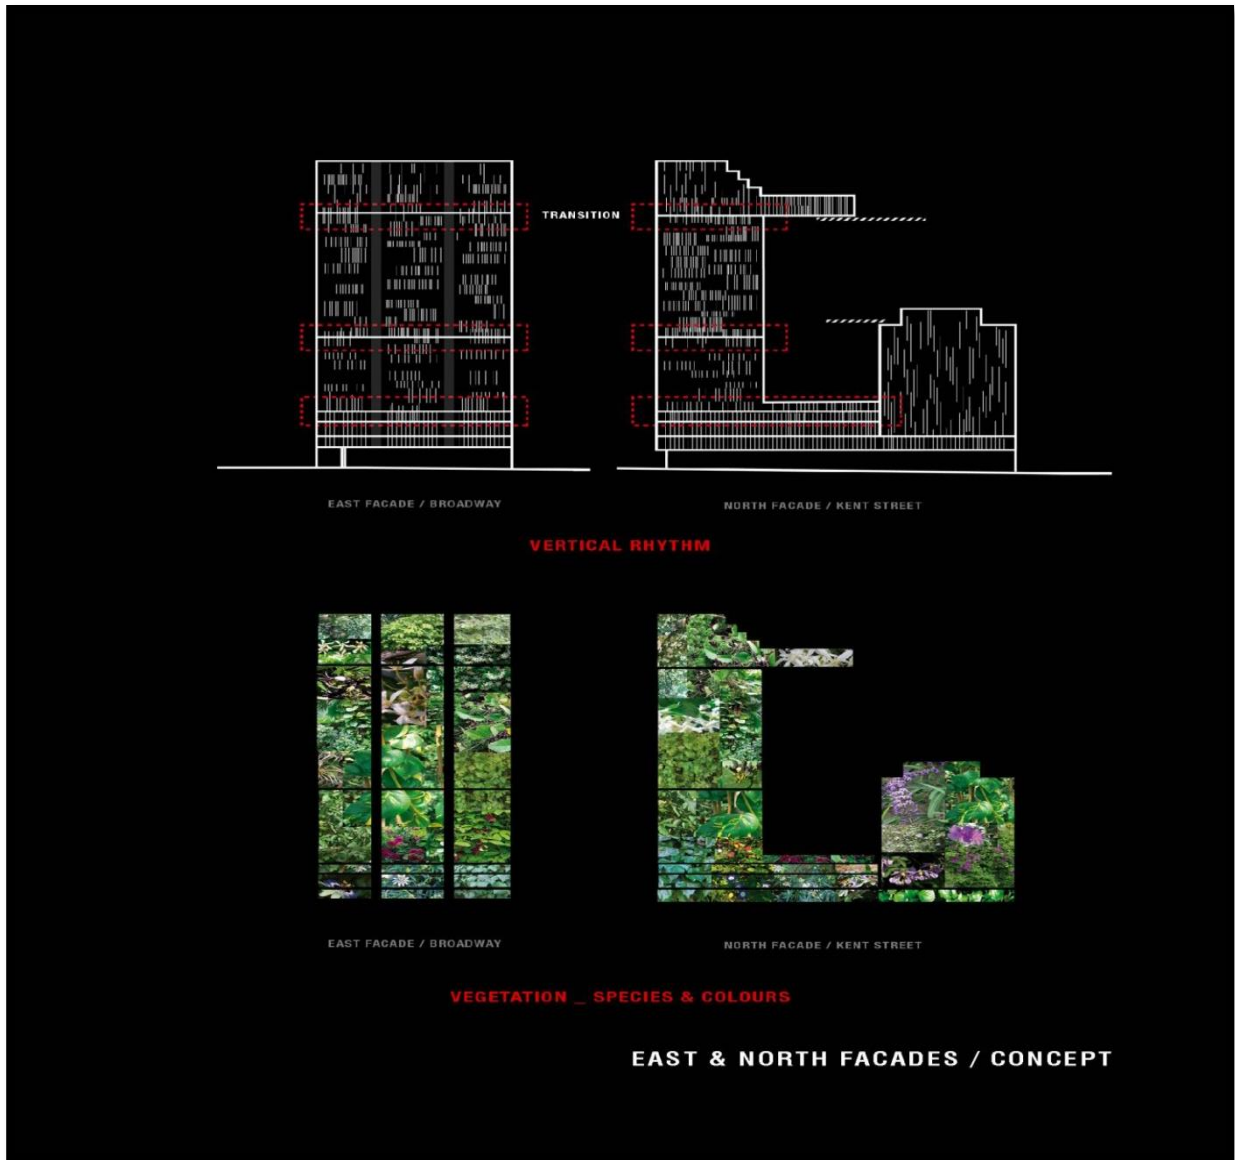 TRANSITION
EAST FACADE / BROADWAY
NORTH FACADE / KENT STREET
VERTICAL RHYTHM
EAST FACADE / BROADWAY
NORTH FACADE / KENT STREET
VEGETATION _ SPECIES & COLOURS
EAST & NORTH FACADES / CONCEPT